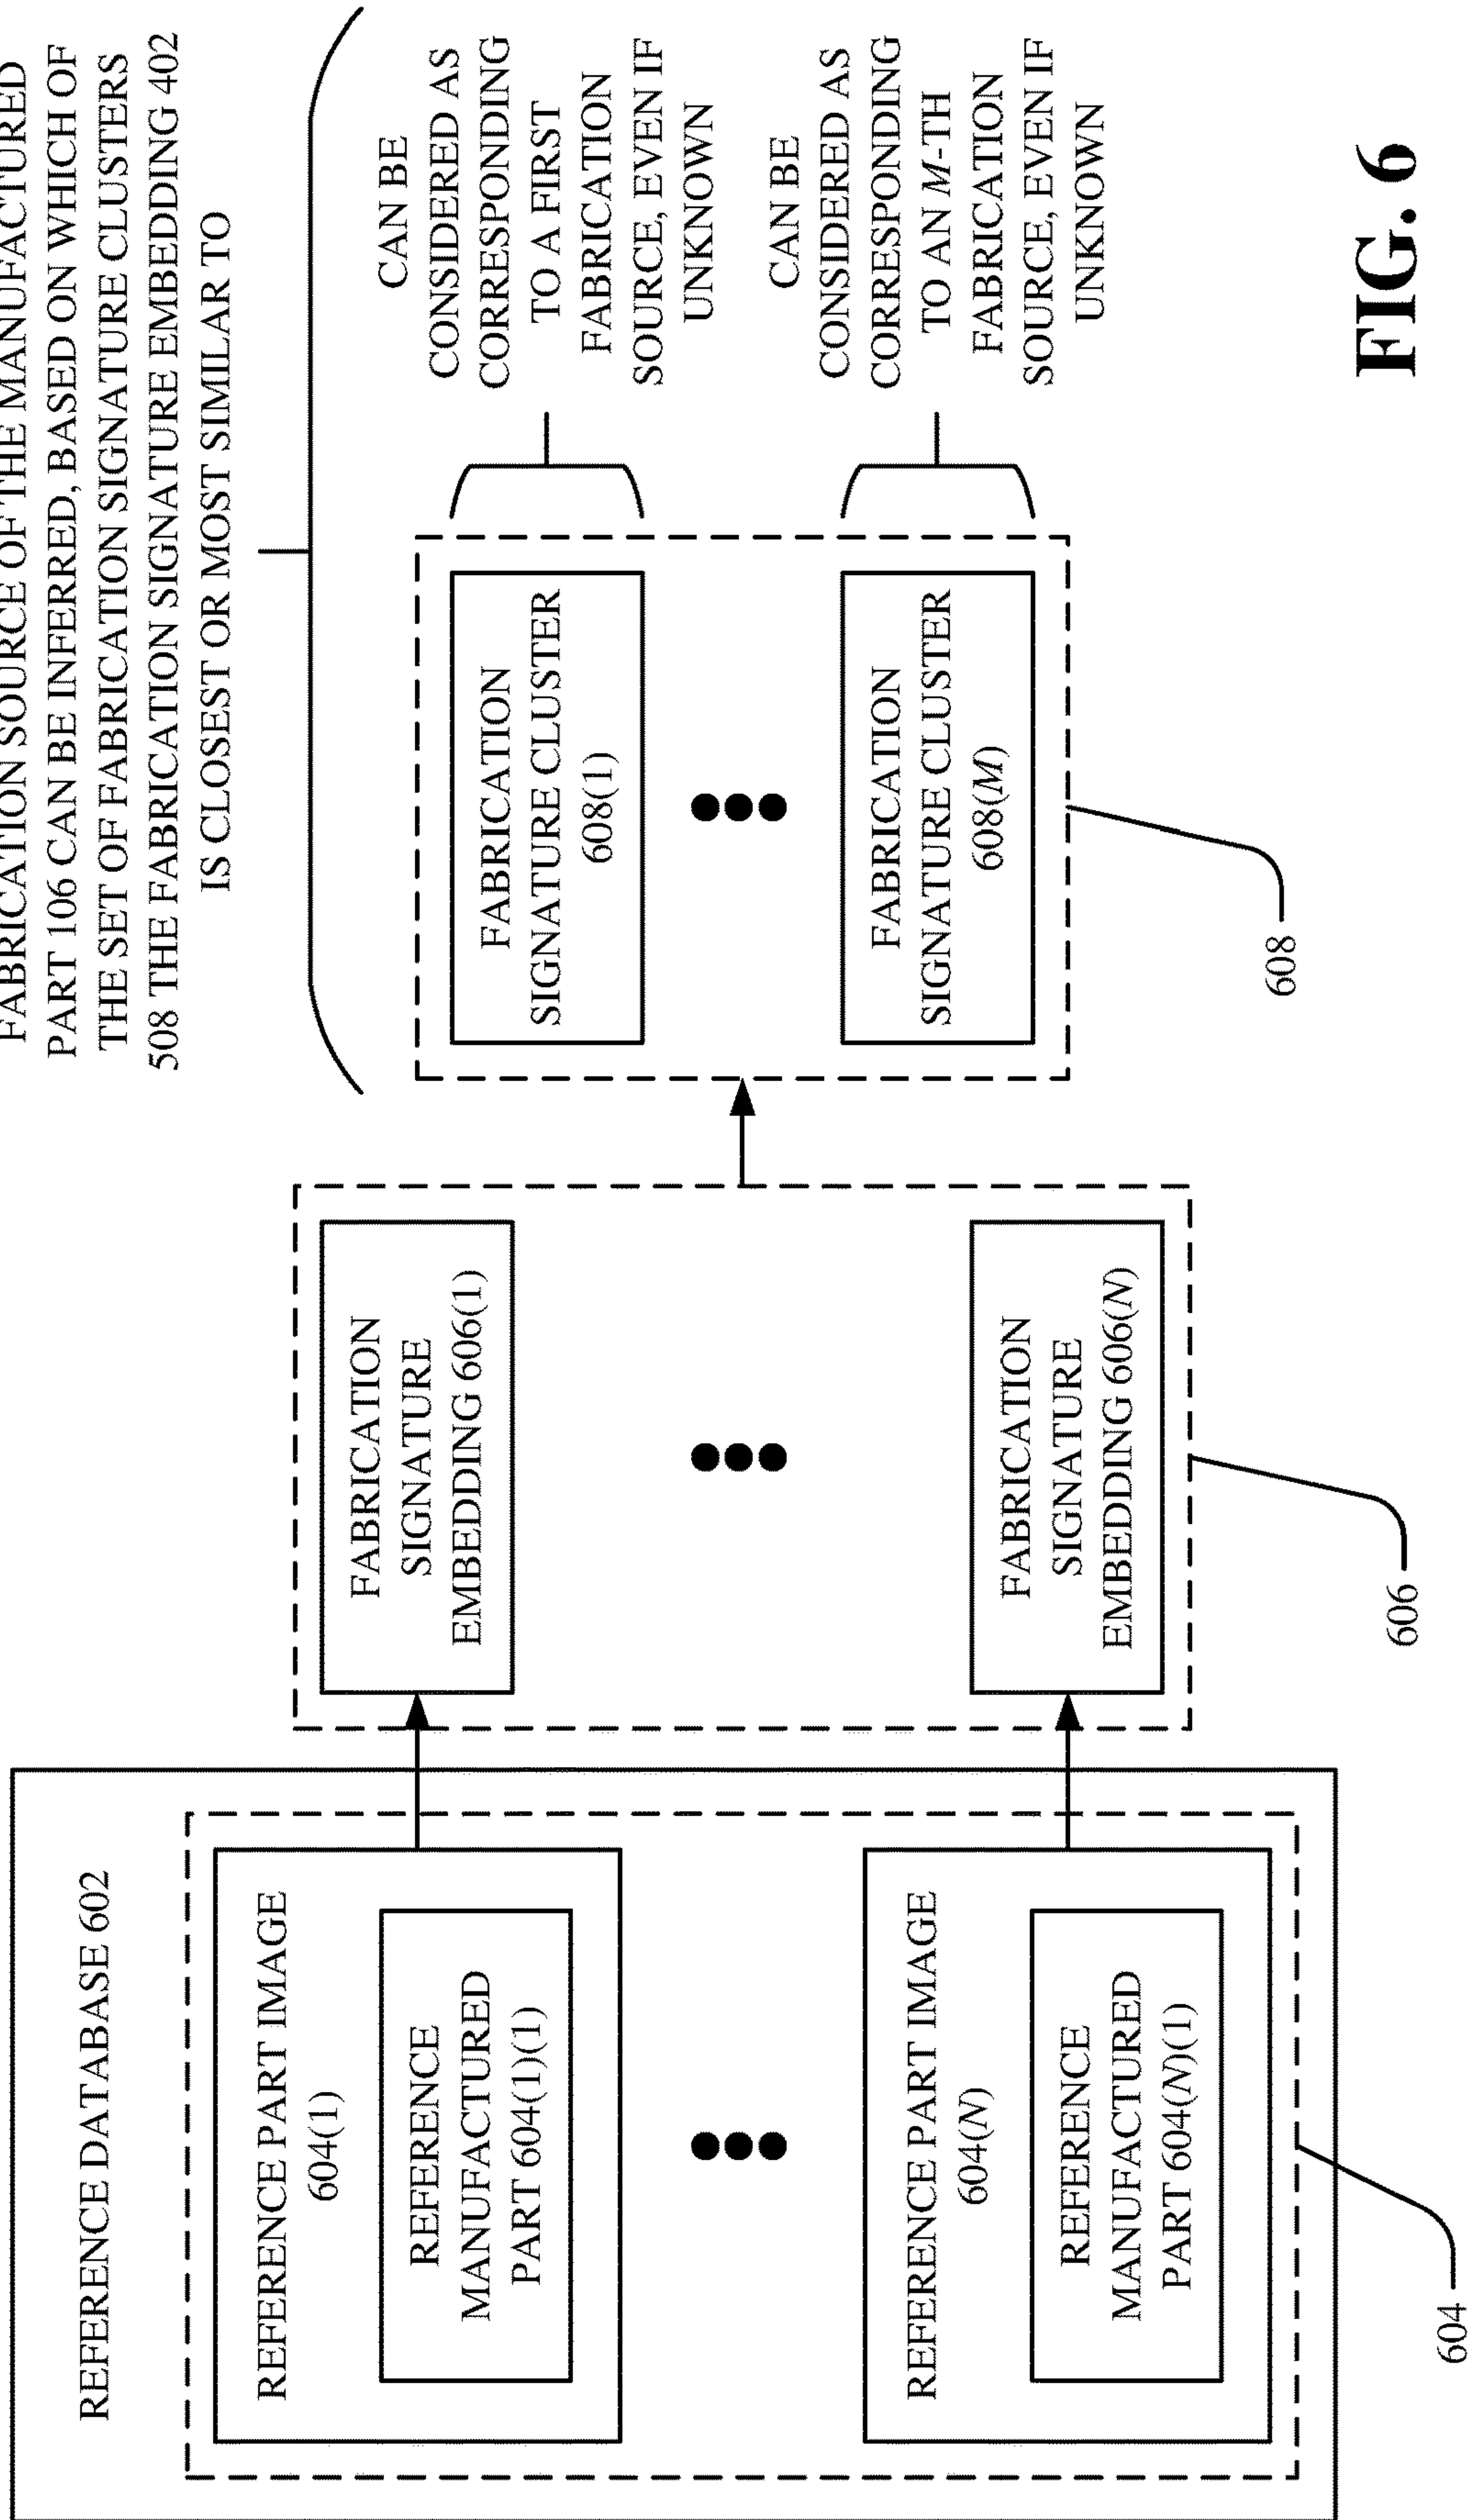 FABRICATION SOURCE OF THE MANUFACTURED
PART 106 CAN BE INFERRED, BASED ON WHICH OF
THE SET OF FABRICATION SIGNATURE CLUSTERS
508 THE FABRICATION SIGNATURE EMBEDDING 402
IS CLOSEST OR MOST SIMILAR TO
REFERENCE DATABASE 602
REFERENCE PART IMAGE
604(1)
REFERENCE
MANUFACTURED
PART 604(1)(1)
REFERENCE PART IMAGE
604(N)
REFERENCE
MANUFACTURED
PART 604(N)(1)
604
FABRICATION
SIGNATURE
EMBEDDING 606(1)
FABRICATION
SIGNATURE
EMBEDDING 606(N)
606
FABRICATION
SIGNATURE CLUSTER
608(1)
FABRICATION
SIGNATURE CLUSTER
608(M)
608
CAN BE
CONSIDERED AS
CORRESPONDING
TO A FIRST
FABRICATION
SOURCE, EVEN IF
UNKNOWN
CAN BE
CONSIDERED AS
CORRESPONDING
TO AN M-TH
FABRICATION
SOURCE, EVEN IF
UNKNOWN
FIG. 6